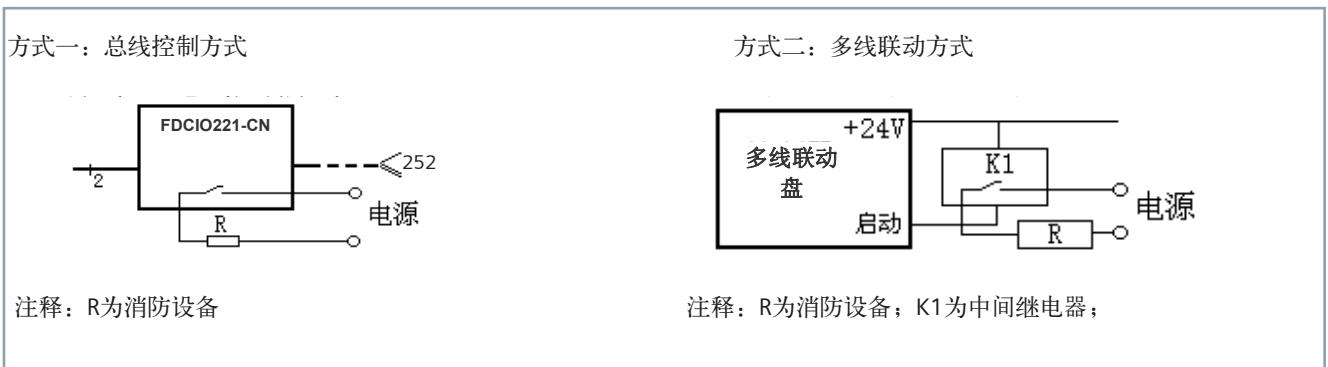 方式一：总线控制方式
FDCIO221-CN
2
252
R
电源
注释：R为消防设备
方式二：多线联动方式
+24V
多线联动
盘
启动
K1
R
电源
注释：R为消防设备；K1为中间继电器；